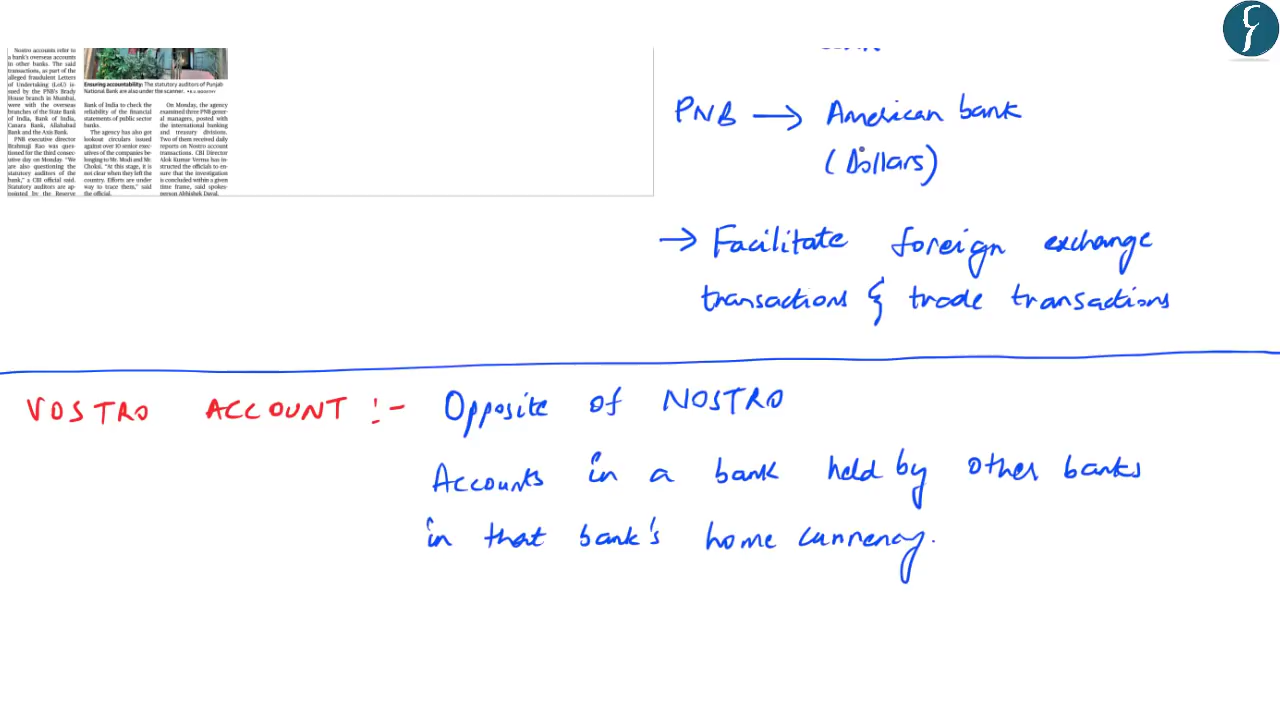 Nostro accounts refer to
a bank's overseas accounts
in other banks. The said
transactions, as part of the
alleged fraudulent Letters
of Undertaking (LoU) is-
sued by the PNB's Brady
House branch in Mumbai,
were with the overseas
branches of the State Bank
of India, Bank of India,
Canara Bank, Allahabad
Bank and the Axis Bank.
PNB executive director
Brahmaji Rao was ques-
tioned for the third consec-
utive day on Monday. "We
are also questioning the
statutory auditors of the
bank," a CBI official said.
Statutory auditors are ap-
pointed by the Reserve
Ensuring accountability: The statutory auditors of Punjab
National Bank are also under the scanner.
Bank of India to check the
reliability of the financial
statements of public sector
banks.
The agency has also got
lookout circulars issued
against over 10 senior exec-
utives of the companies be-
longing to Mr. Modi and Mr.
Choksi. "At this stage, it is
not clear when they left the
country. Efforts are under
way to trace them," said
the official.
On Monday, the agency
examined three PNB gener-
al managers, posted with
the international banking
and treasury divisions.
Two of them received daily
reports on Nostro account
transactions. CBI Director
Alok Kumar Verma has in-
structed the officials to en-
sure that the investigation
is concluded within a given
time frame, said spokes-
person Abhishek Dayal.
PNB → American bank
(Dollars)
→ Facilitate foreign exchange
transactions & trade transactions
VOSTRO ACCOUNT :- Opposite of NOSTRO
Accounts in a bank held by other banks
in that bank's home currency.